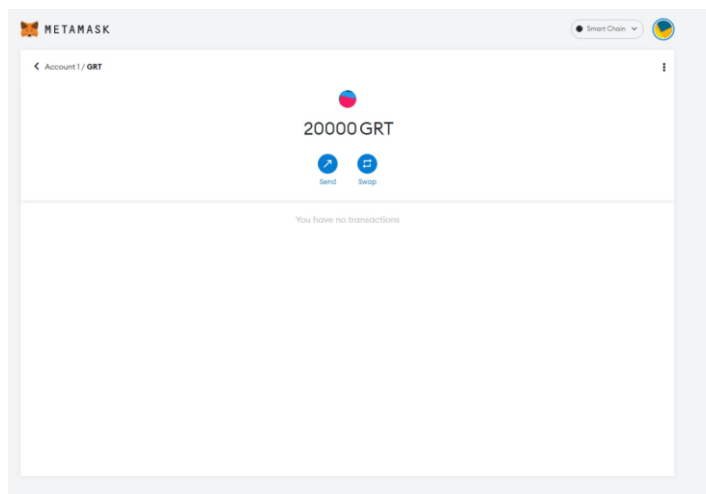 METAMASK
Smart Chain
Account 1 / GRT
20000 GRT
Send Swap
You have no transactions